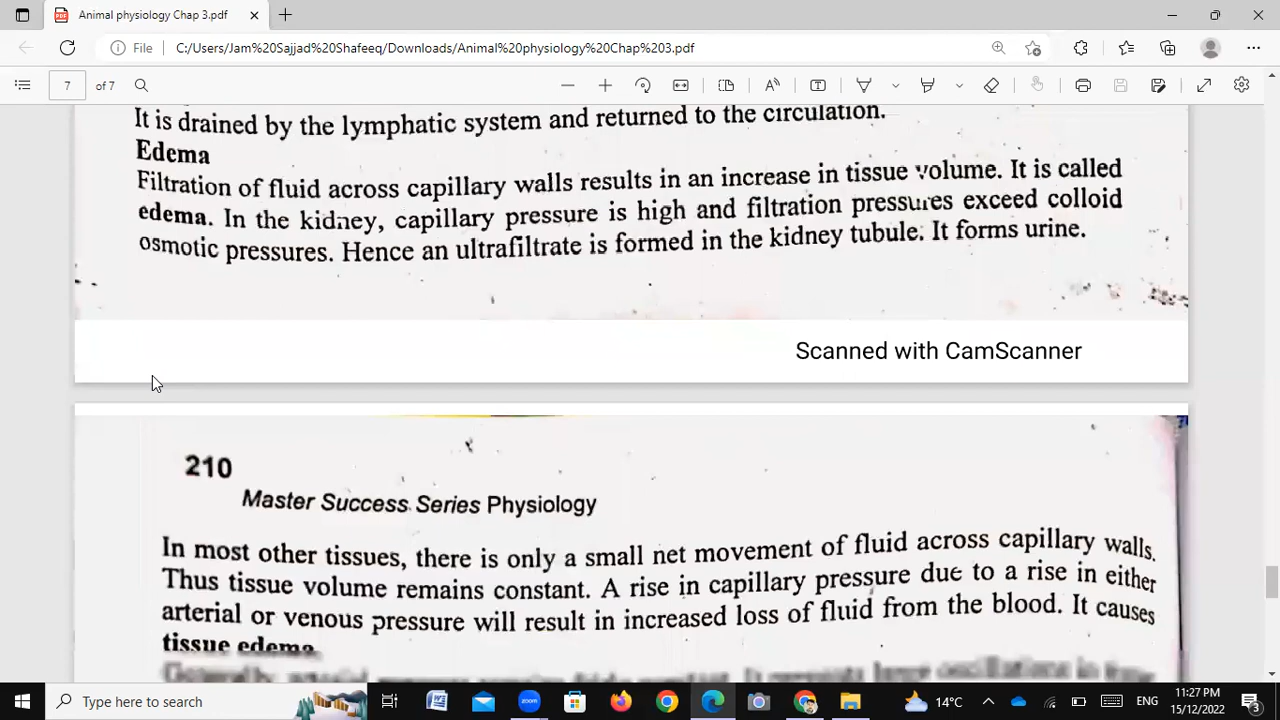 Animal physiology Chap 3.pdf
File
C:/Users/Jam%20Sajjad%20Shafeeq/Downloads/Animal%20physiology%20Chap%203.pdf
7 of 7
It is drained by the lymphatic system and returned to the circulation.
Edema
Filtration of fluid across capillary walls results in an increase in tissue volume. It is called
edema. In the kidney, capillary pressure is high and filtration pressures exceed colloid
osmotic pressures. Hence an ultrafiltrate is formed in the kidney tubule. It forms urine.
Scanned with CamScanner
210
Master Success Series Physiology
In most other tissues, there is only a small net movement of fluid across capillary walls.
Thus tissue volume remains constant. A rise in capillary pressure due to a rise in either
arterial or venous pressure will result in increased loss of fluid from the blood. It causes
tissue edema.
Type here to search
zoom
14°C
ENG
11:27 PM
15/12/2022
3